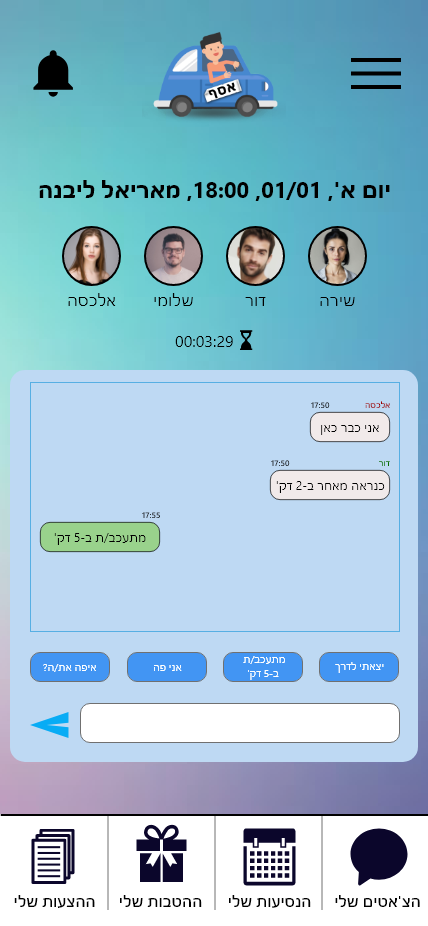 אסף
יום א', 01/01, 18:00, מאריאל ליבנה
שירה
דור
שלומי
אלכסה
00:03:29
אלכסה 17:50
אני כבר כאן
דור 17:50
כנראה מאחר ב-2 דק'
17:55
מתעכב/ת ב-5 דק'
יצאתי לדרך
מתעכב/ת
ב-5 דק'
אני פה
איפה את/ה?
הצ'אטים שלי
הנסיעות שלי
ההטבות שלי
ההצעות שלי